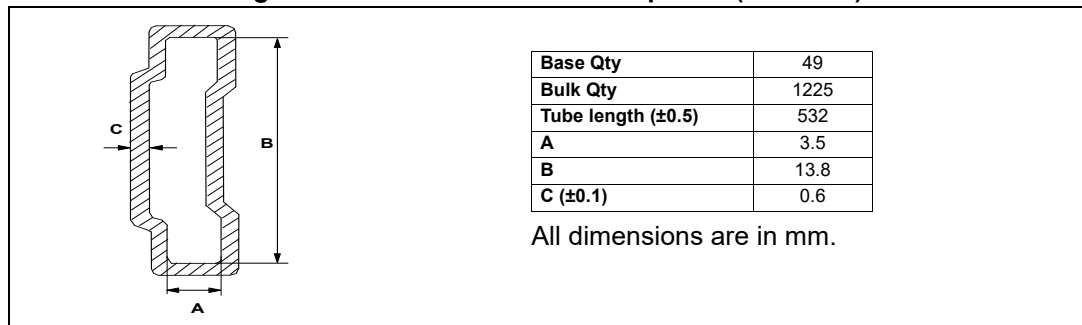 C
B
A
Base Qty 49
Bulk Qty 1225
Tube length (±0.5) 532
A 3.5
B 13.8
C (±0.1) 0.6
All dimensions are in mm.